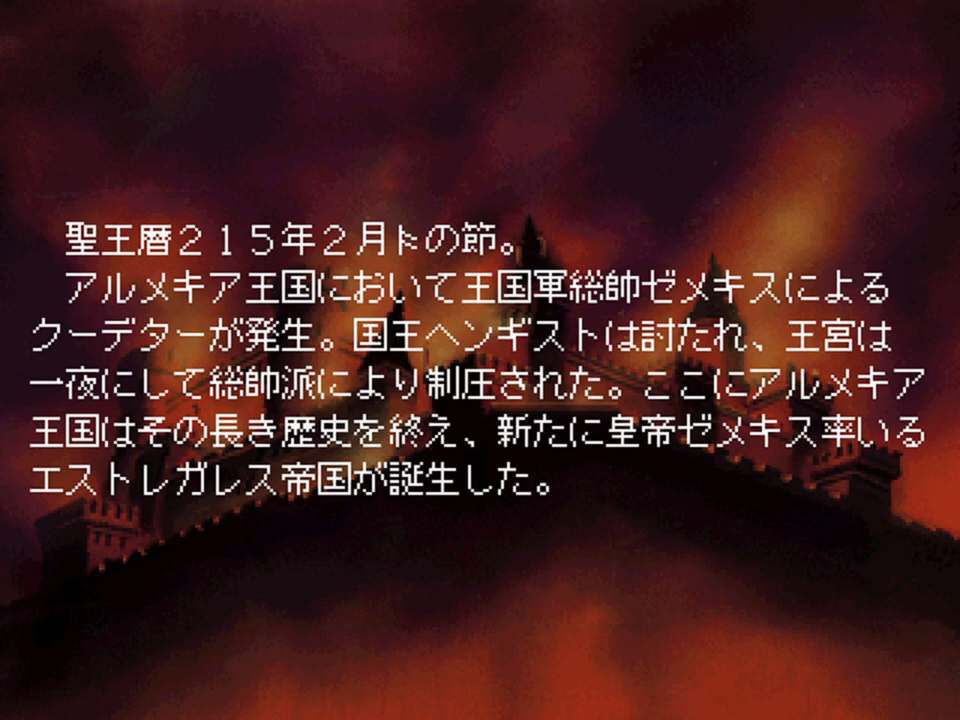 聖王暦２１５年２月下の節。
アルメキア王国において王国軍総帥ゼメキスによる
クーデターが発生。国王ヘンギストは討たれ、王宮は
一夜にして総帥派により制圧された。ここにアルメキア
王国はその長き歴史を終え、新たに皇帝ゼメキス率いる
エストレガレス帝国が誕生した。